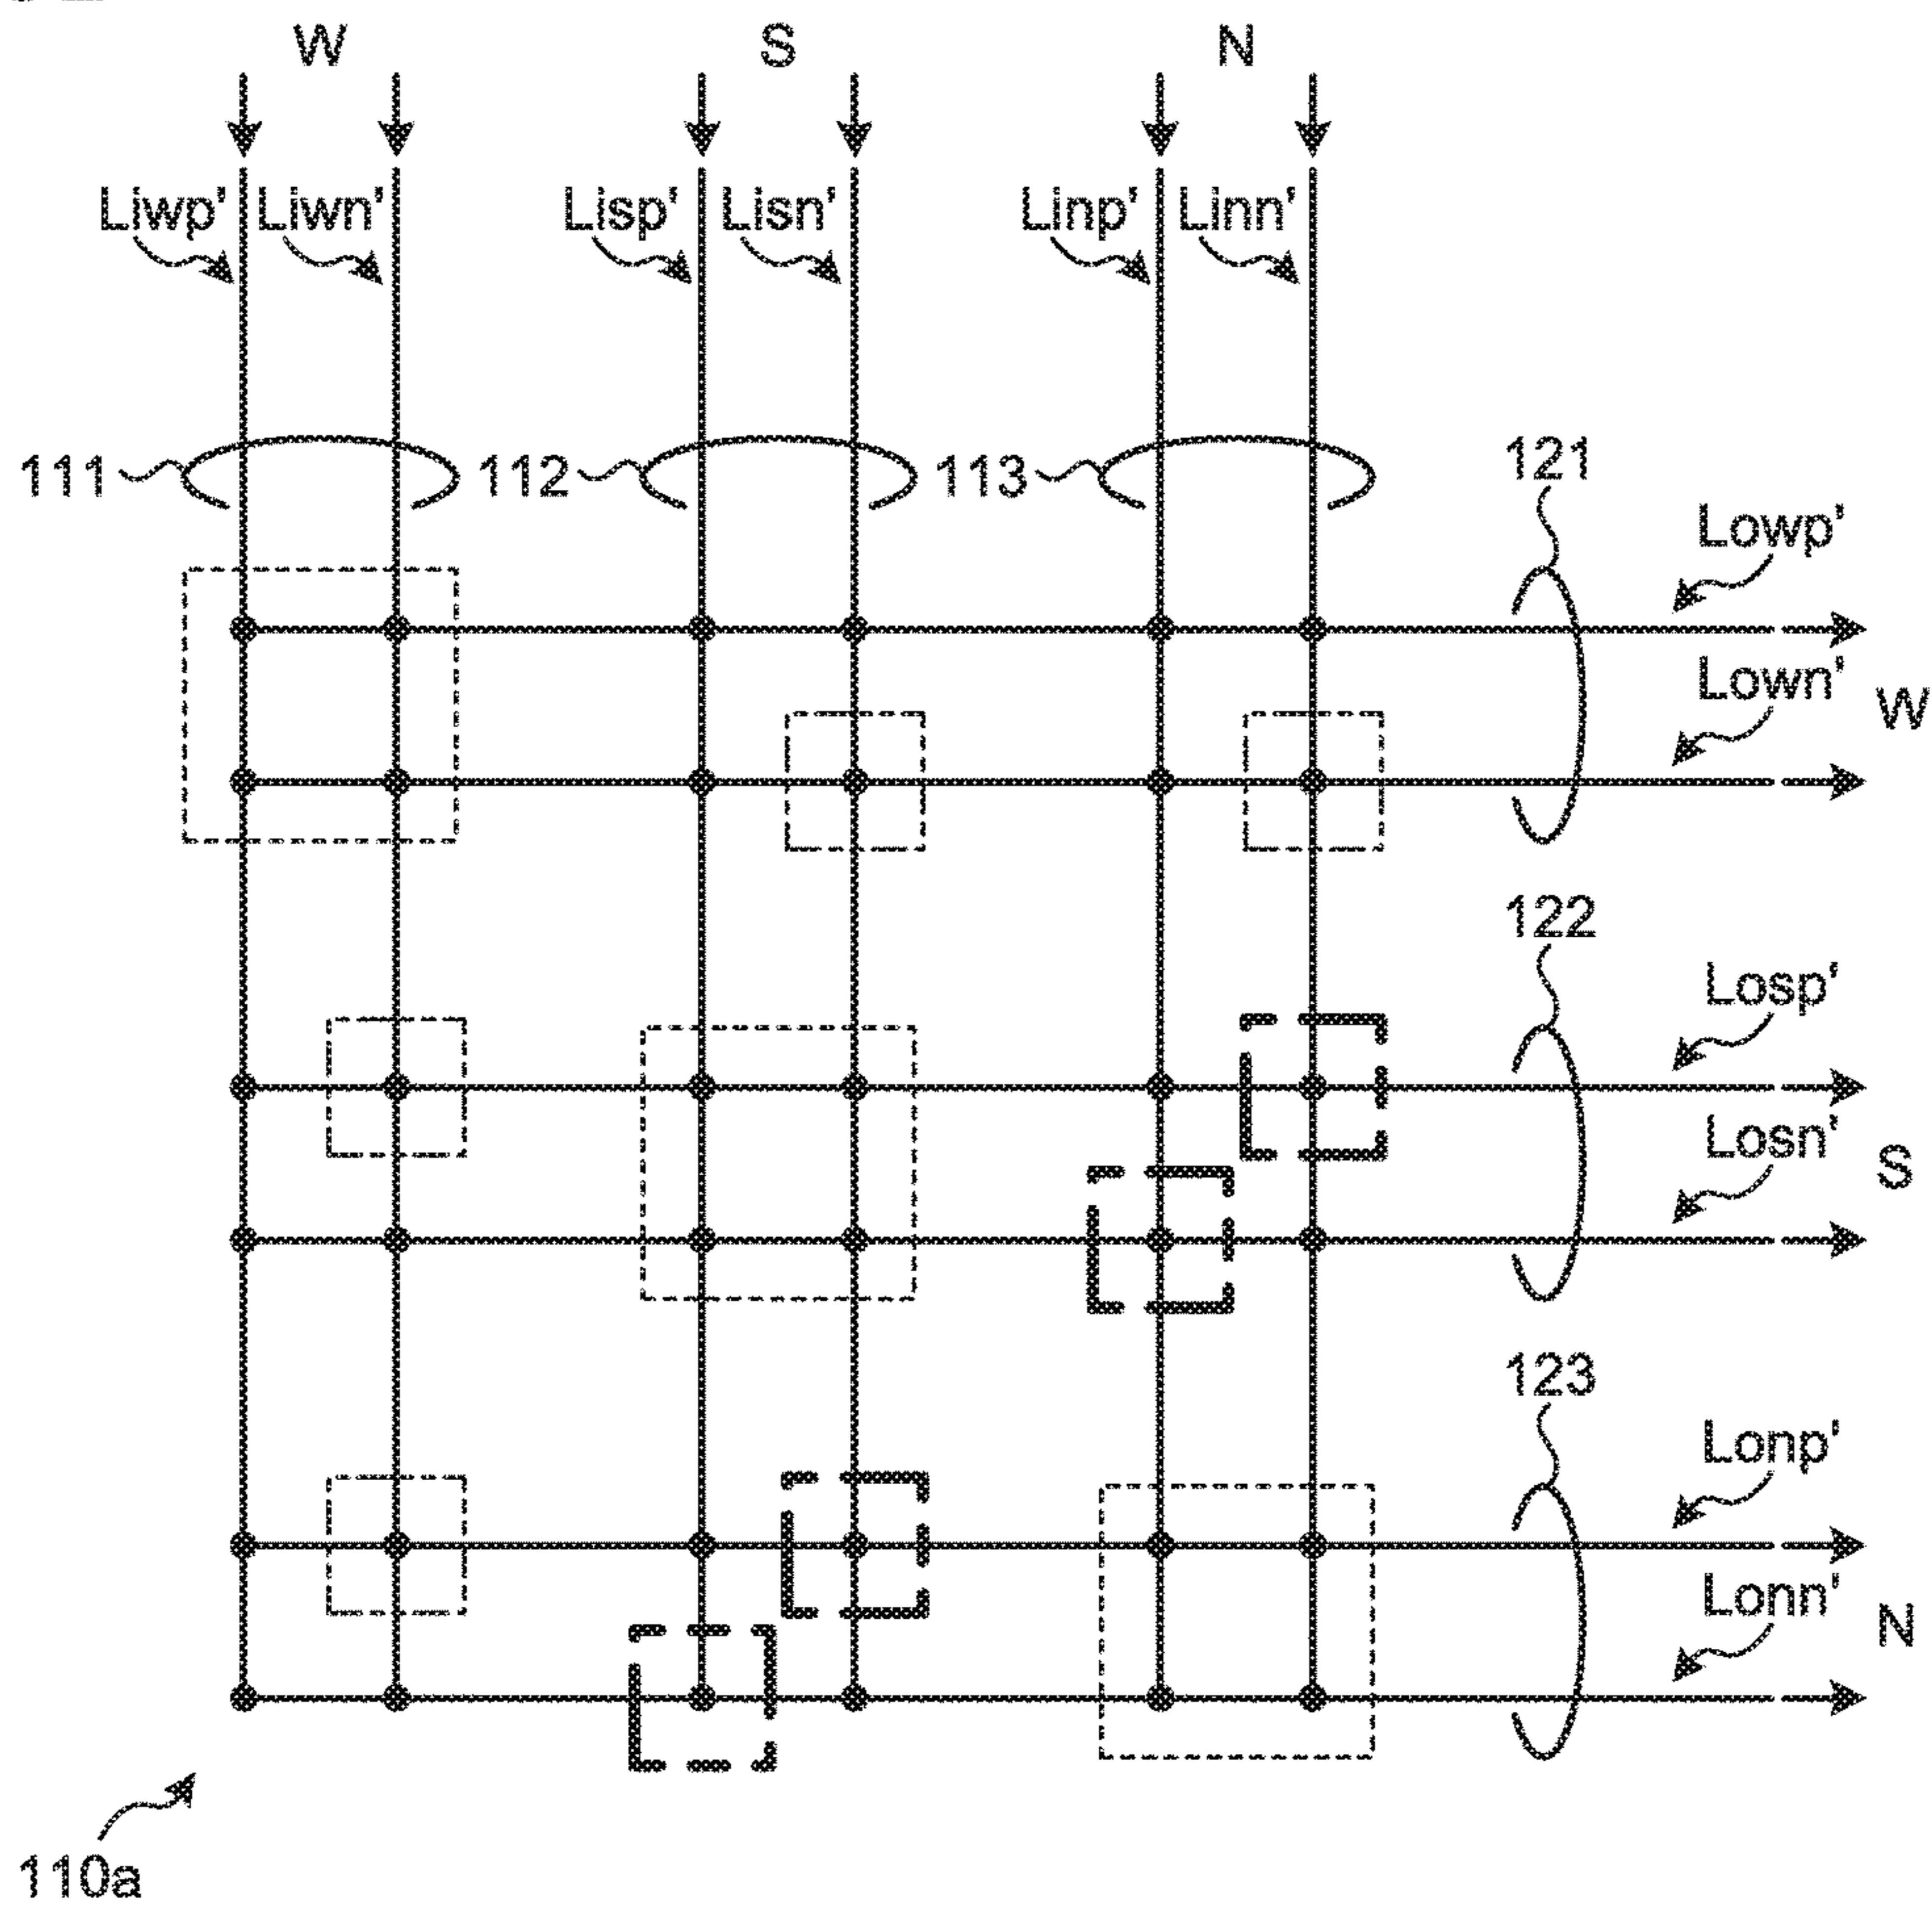 W S N
Liwp' Liwn' Lisp' Lisn' Linp' Linn'
111 112 113 121
Lowp'
Lown'
W
122
Losp'
Losn'
S
123
Lonp'
Lonn'
N
110a